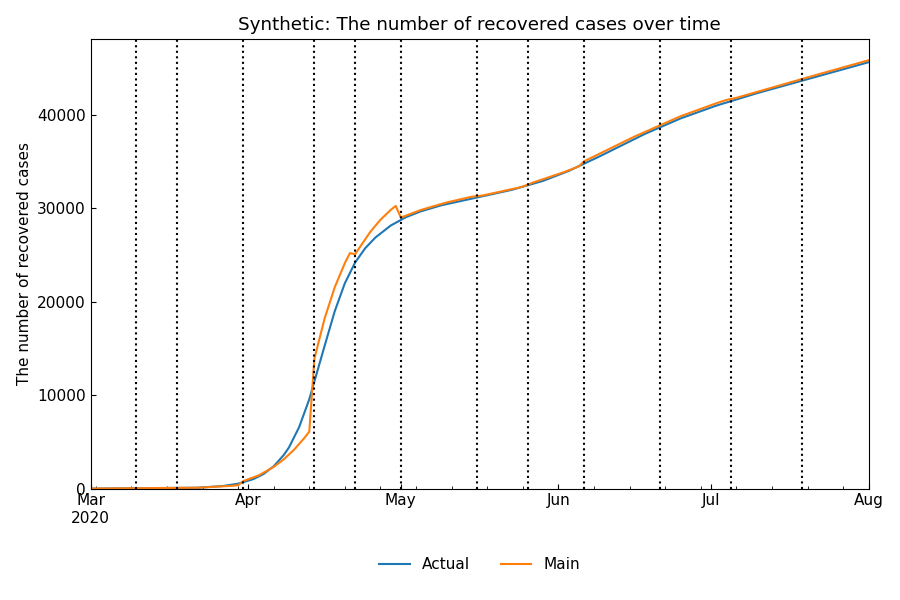 Synthetic: The number of recovered cases over time
The number of recovered cases
40000
30000
20000
10000
0
Mar Apr May Jun Jul Aug
2020
Actual Main